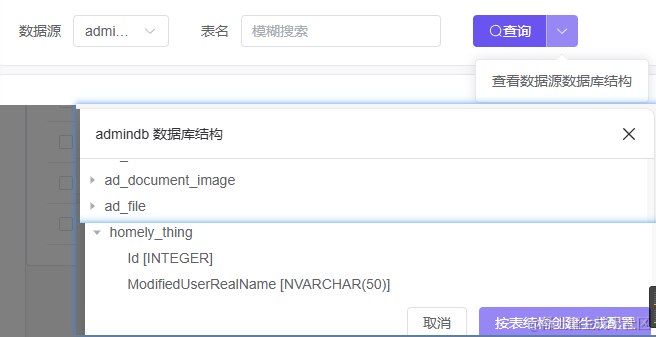 数据源 admi... 表名 模糊搜索 查询
查看数据源数据库结构
admindb 数据库结构
ad_document_image
ad_file
homely_thing
Id [INTEGER]
ModifiedUserRealName [NVARCHAR(50)]
取消 按表结构创建生成配置